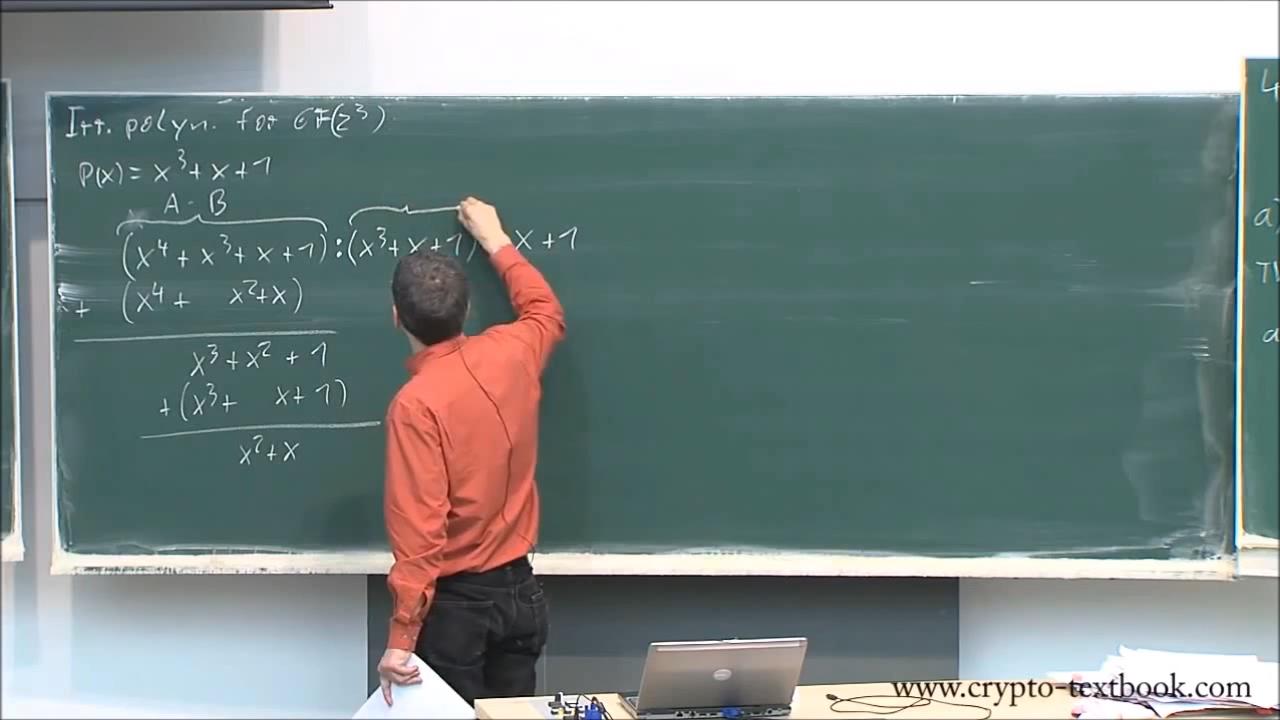 Irr. polyn. for GF(2³)
P(x) = x³ + x + 1
A · B
(x⁴ + x³ + x + 1) : (x³ + x + 1) x + 1
+ (x⁴ + x² + x)
x³ + x² + 1
+ (x³ + x + 1)
x² + x
4
a)
a
www.crypto-textbook.com